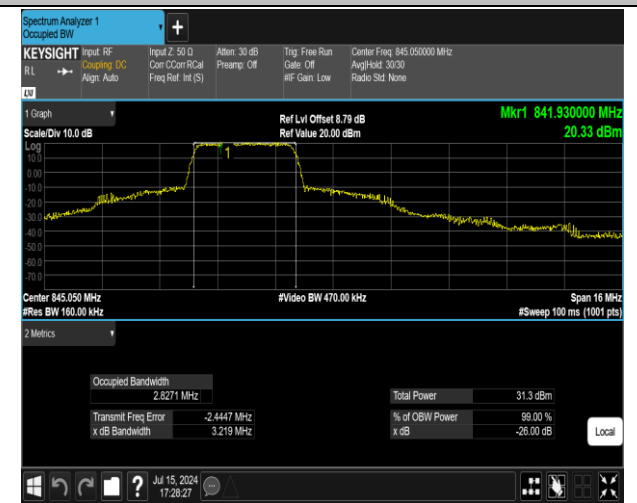 Spectrum Analyzer 1
Occupied BW
+
KEYSIGHT Input: RF Input Z: 50 Ω Atten: 30 dB Trig: Free Run Center Freq: 845.050000 MHz
RL Coupling: DC Corr CCorr RCal Preamp: Off Gate: Off Avg|Hold: 30/30
Align: Auto Freq Ref: Int (S) #IF Gain: Low Radio Std: None
LXI
1 Graph
Ref Lvl Offset 8.79 dB Mkr1 841.930000 MHz
Scale/Div 10.0 dB Ref Value 20.00 dBm 20.33 dBm
Log
10.0
0.00
-10.0
-20.0
-30.0
-40.0
-50.0
-60.0
-70.0
1
Center 845.050 MHz #Video BW 470.00 kHz Span 16 MHz
#Res BW 160.00 kHz #Sweep 100 ms (1001 pts)
2 Metrics
Occupied Bandwidth
2.8271 MHz Total Power 31.3 dBm
Transmit Freq Error -2.4447 MHz % of OBW Power 99.00 %
x dB Bandwidth 3.219 MHz x dB -26.00 dB
Local
? Jul 15, 2024
17:28:27